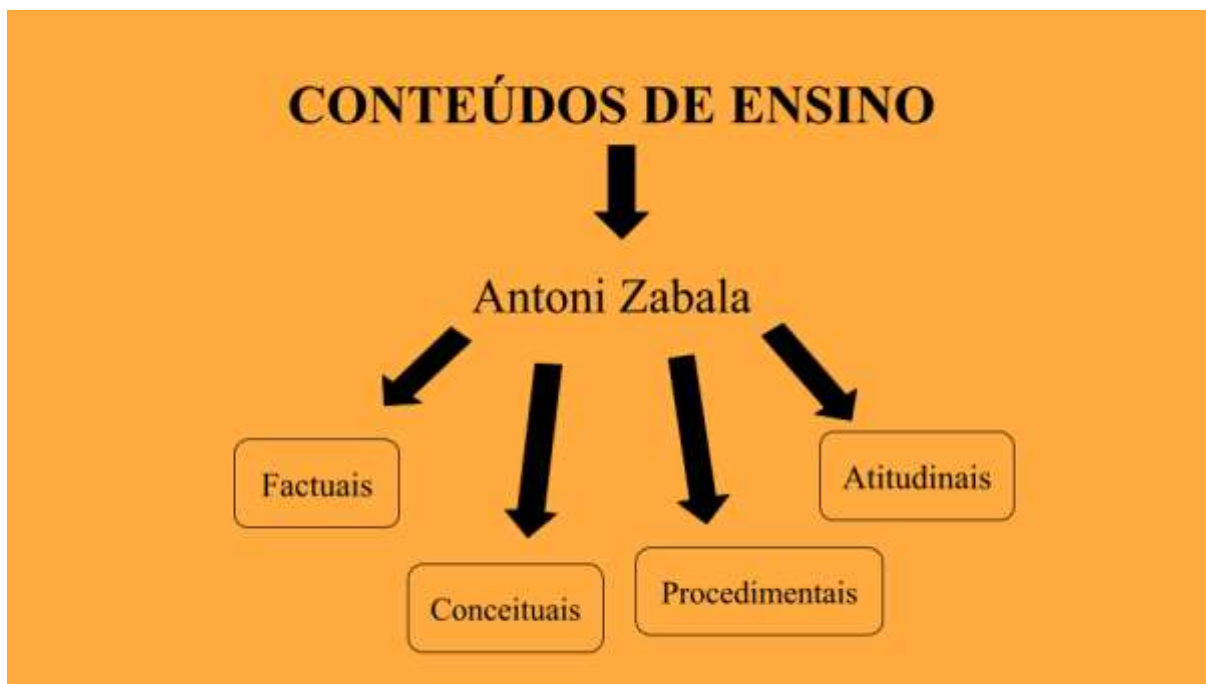 CONTEÚDOS DE ENSINO
Antoni Zabala
Factuais
Atitudinais
Conceituais
Procedimentais